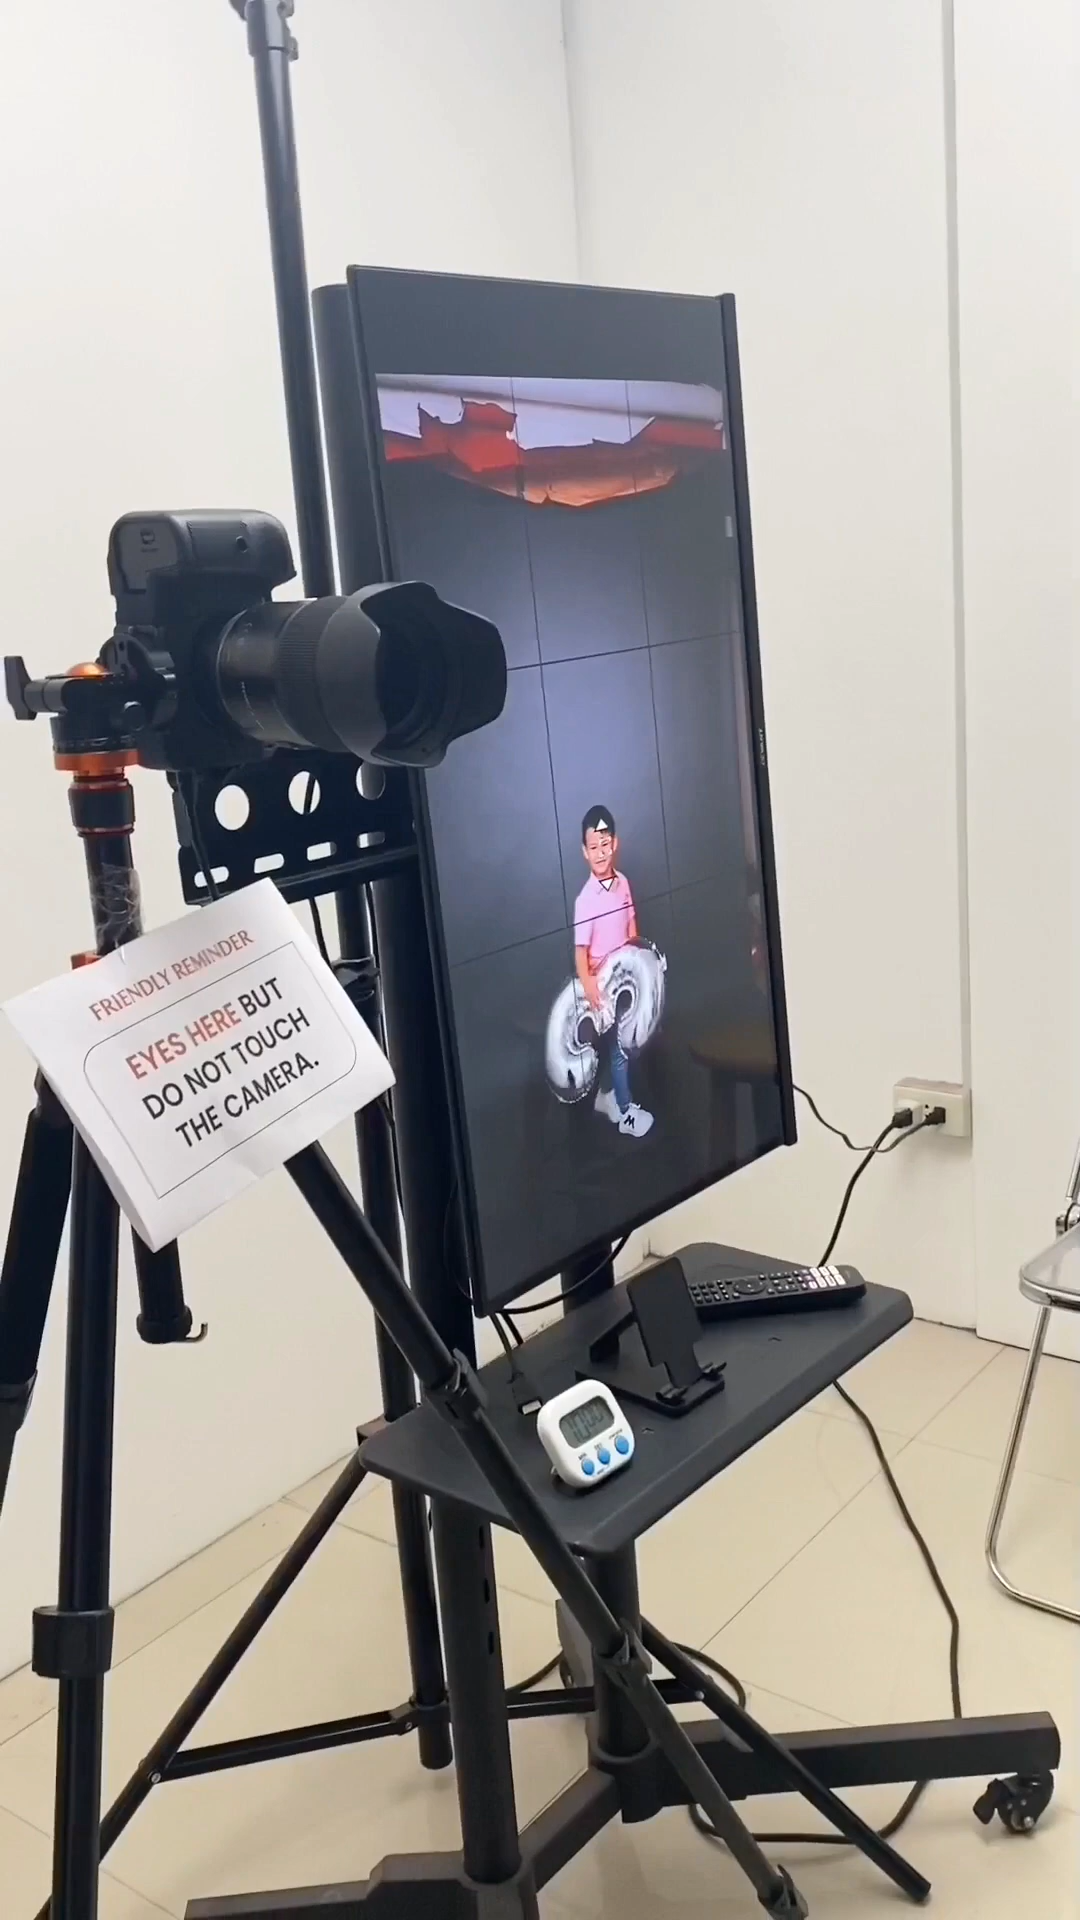 FRIENDLY REMINDER
EYES HERE BUT
DO NOT TOUCH
THE CAMERA.